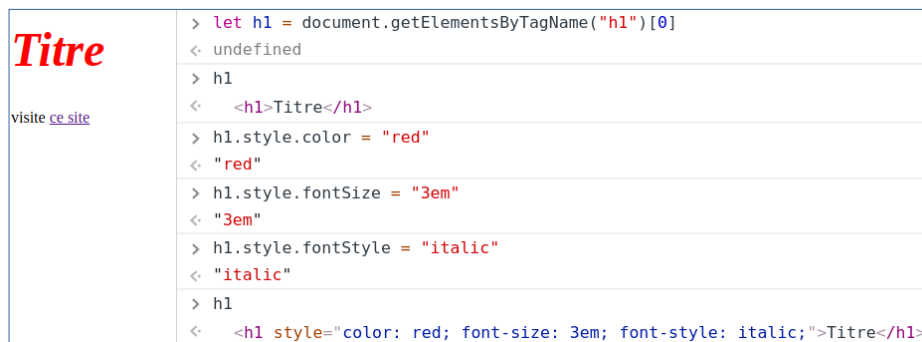 Titre
visite ce site
> let h1 = document.getElementsByTagName("h1")[0]
<· undefined
> h1
<· <h1>Titre</h1>
> h1.style.color = "red"
<· "red"
> h1.style.fontSize = "3em"
<· "3em"
> h1.style.fontStyle = "italic"
<· "italic"
> h1
<· <h1 style="color: red; font-size: 3em; font-style: italic;">Titre</h1>